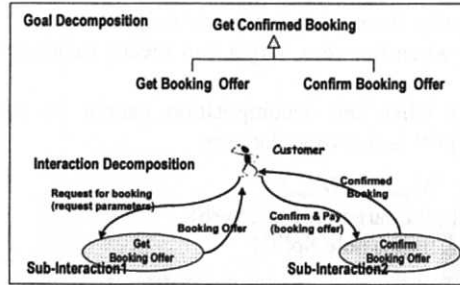 Goal Decomposition
Get Confirmed Booking
Get Booking Offer
Confirm Booking Offer
Interaction Decomposition
Customer
Request for booking
(request parameters)
Booking Offer
Confirm & Pay
(booking offer)
Confirmed
Booking
Get
Booking Offer
Sub-Interaction1
Confirm
Booking Offer
Sub-Interaction2